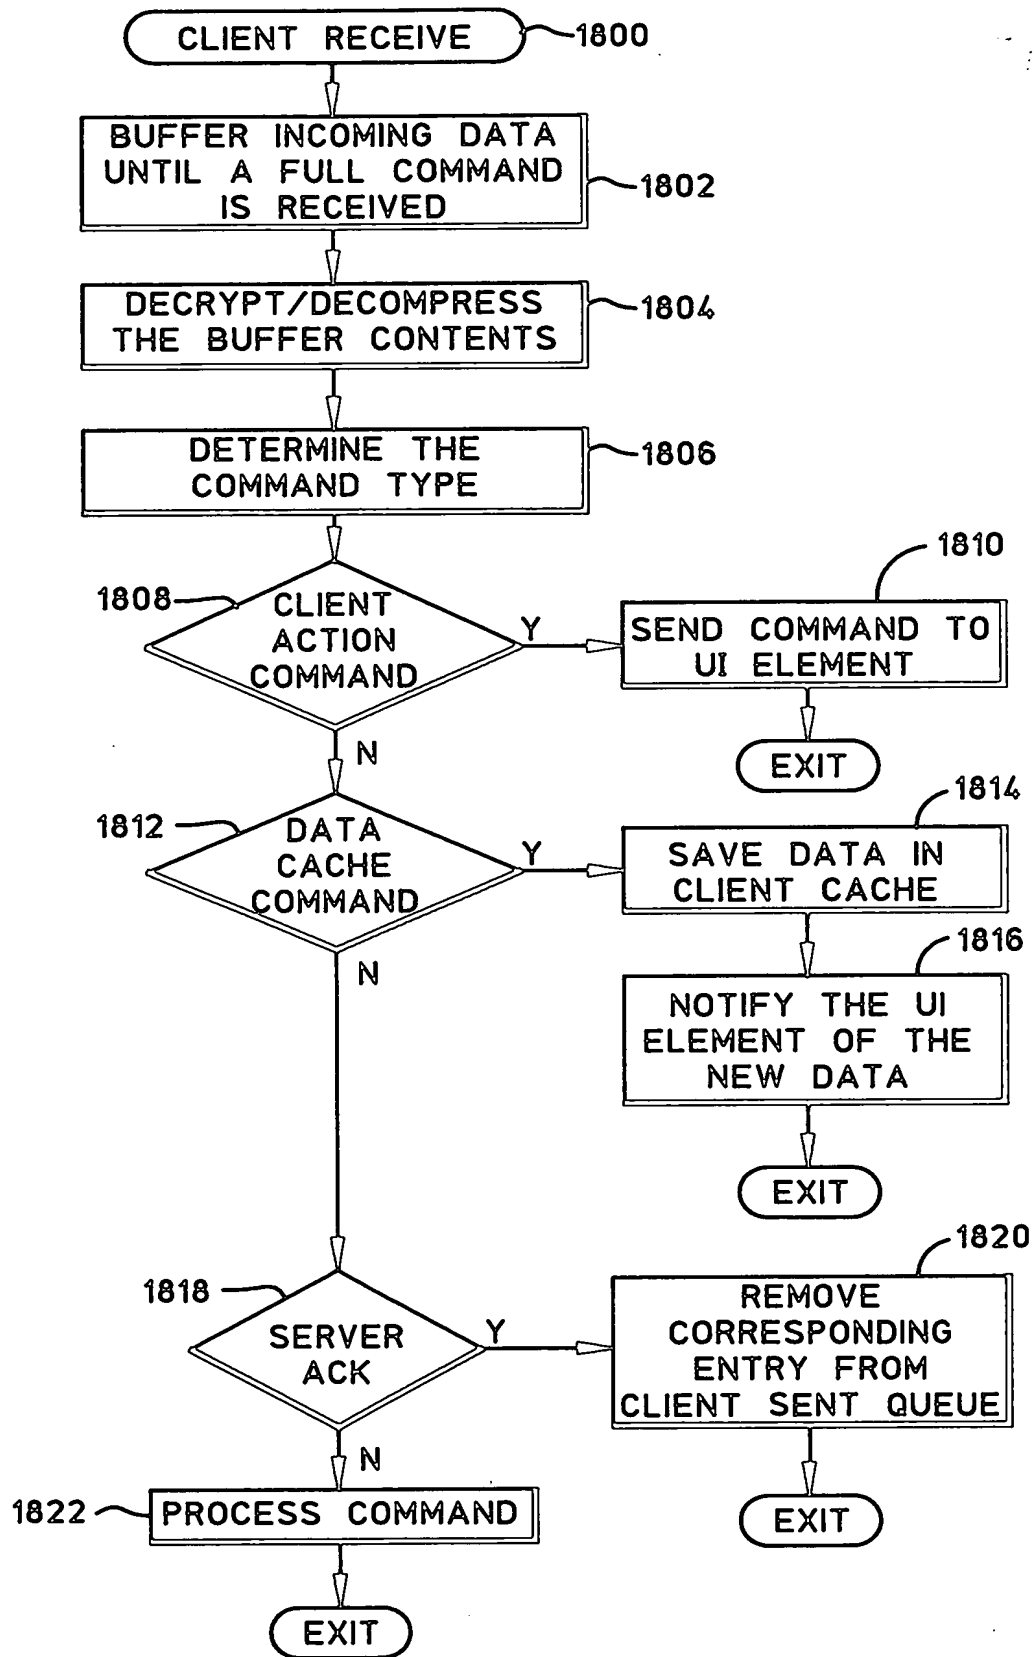 CLIENT RECEIVE
1800
BUFFER INCOMING DATA
UNTIL A FULL COMMAND
IS RECEIVED
1802
DECRYPT/DECOMPRESS
THE BUFFER CONTENTS
1804
DETERMINE THE
COMMAND TYPE
1806
1808
CLIENT
ACTION
COMMAND
Y
N
1810
SEND COMMAND TO
UI ELEMENT
EXIT
1812
DATA
CACHE
COMMAND
Y
N
1814
SAVE DATA IN
CLIENT CACHE
1816
NOTIFY THE UI
ELEMENT OF THE
NEW DATA
EXIT
1818
SERVER
ACK
Y
N
1820
REMOVE
CORRESPONDING
ENTRY FROM
CLIENT SENT QUEUE
EXIT
1822
PROCESS COMMAND
EXIT